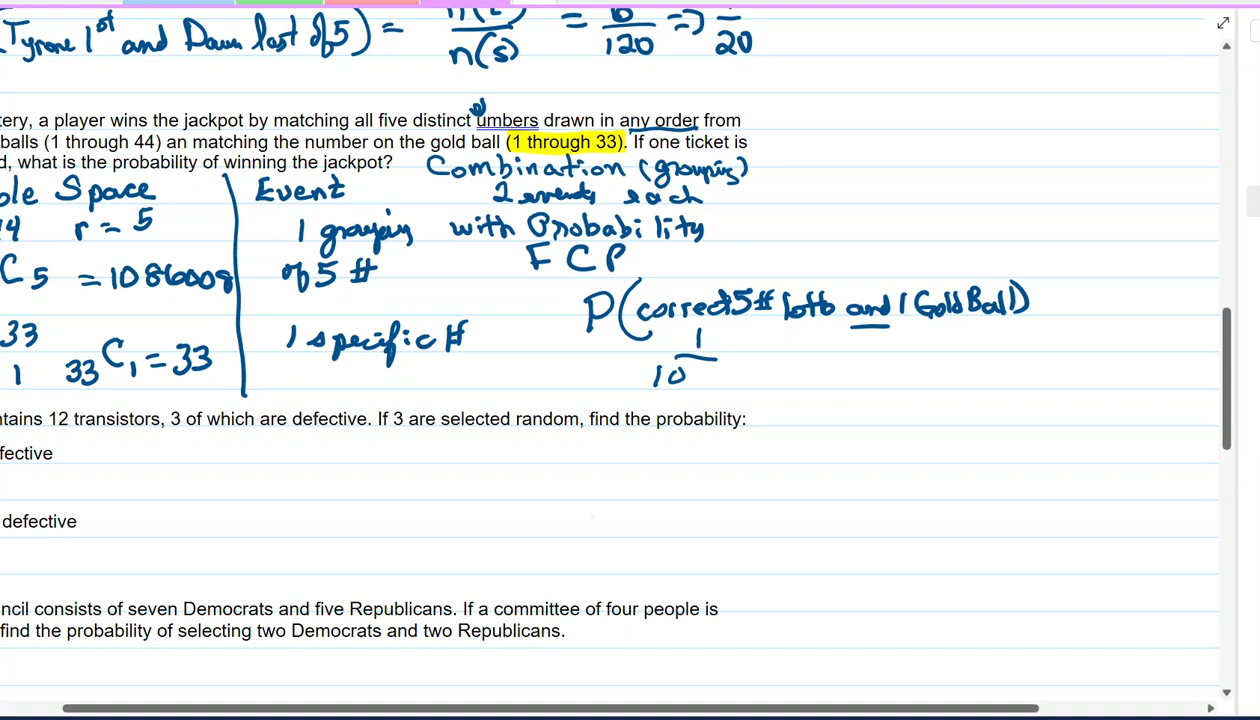 Tyrone 1st and Dawn last of 5) = n(s) = 120 => 20
tery, a player wins the jackpot by matching all five distinct umbers drawn in any order from
balls (1 through 44) an matching the number on the gold ball (1 through 33). If one ticket is
d, what is the probability of winning the jackpot?
Combination (grouping)
ple Space Event 2 events each
r = 5 1 grouping with Probability
C5 = 1086008 of 5 # FCP
P(correct 5# lotto and 1 Gold Ball)
33 1 specific #
1 33C1 = 33 1
10
ntains 12 transistors, 3 of which are defective. If 3 are selected random, find the probability:
fective
defective
ncil consists of seven Democrats and five Republicans. If a committee of four people is
find the probability of selecting two Democrats and two Republicans.